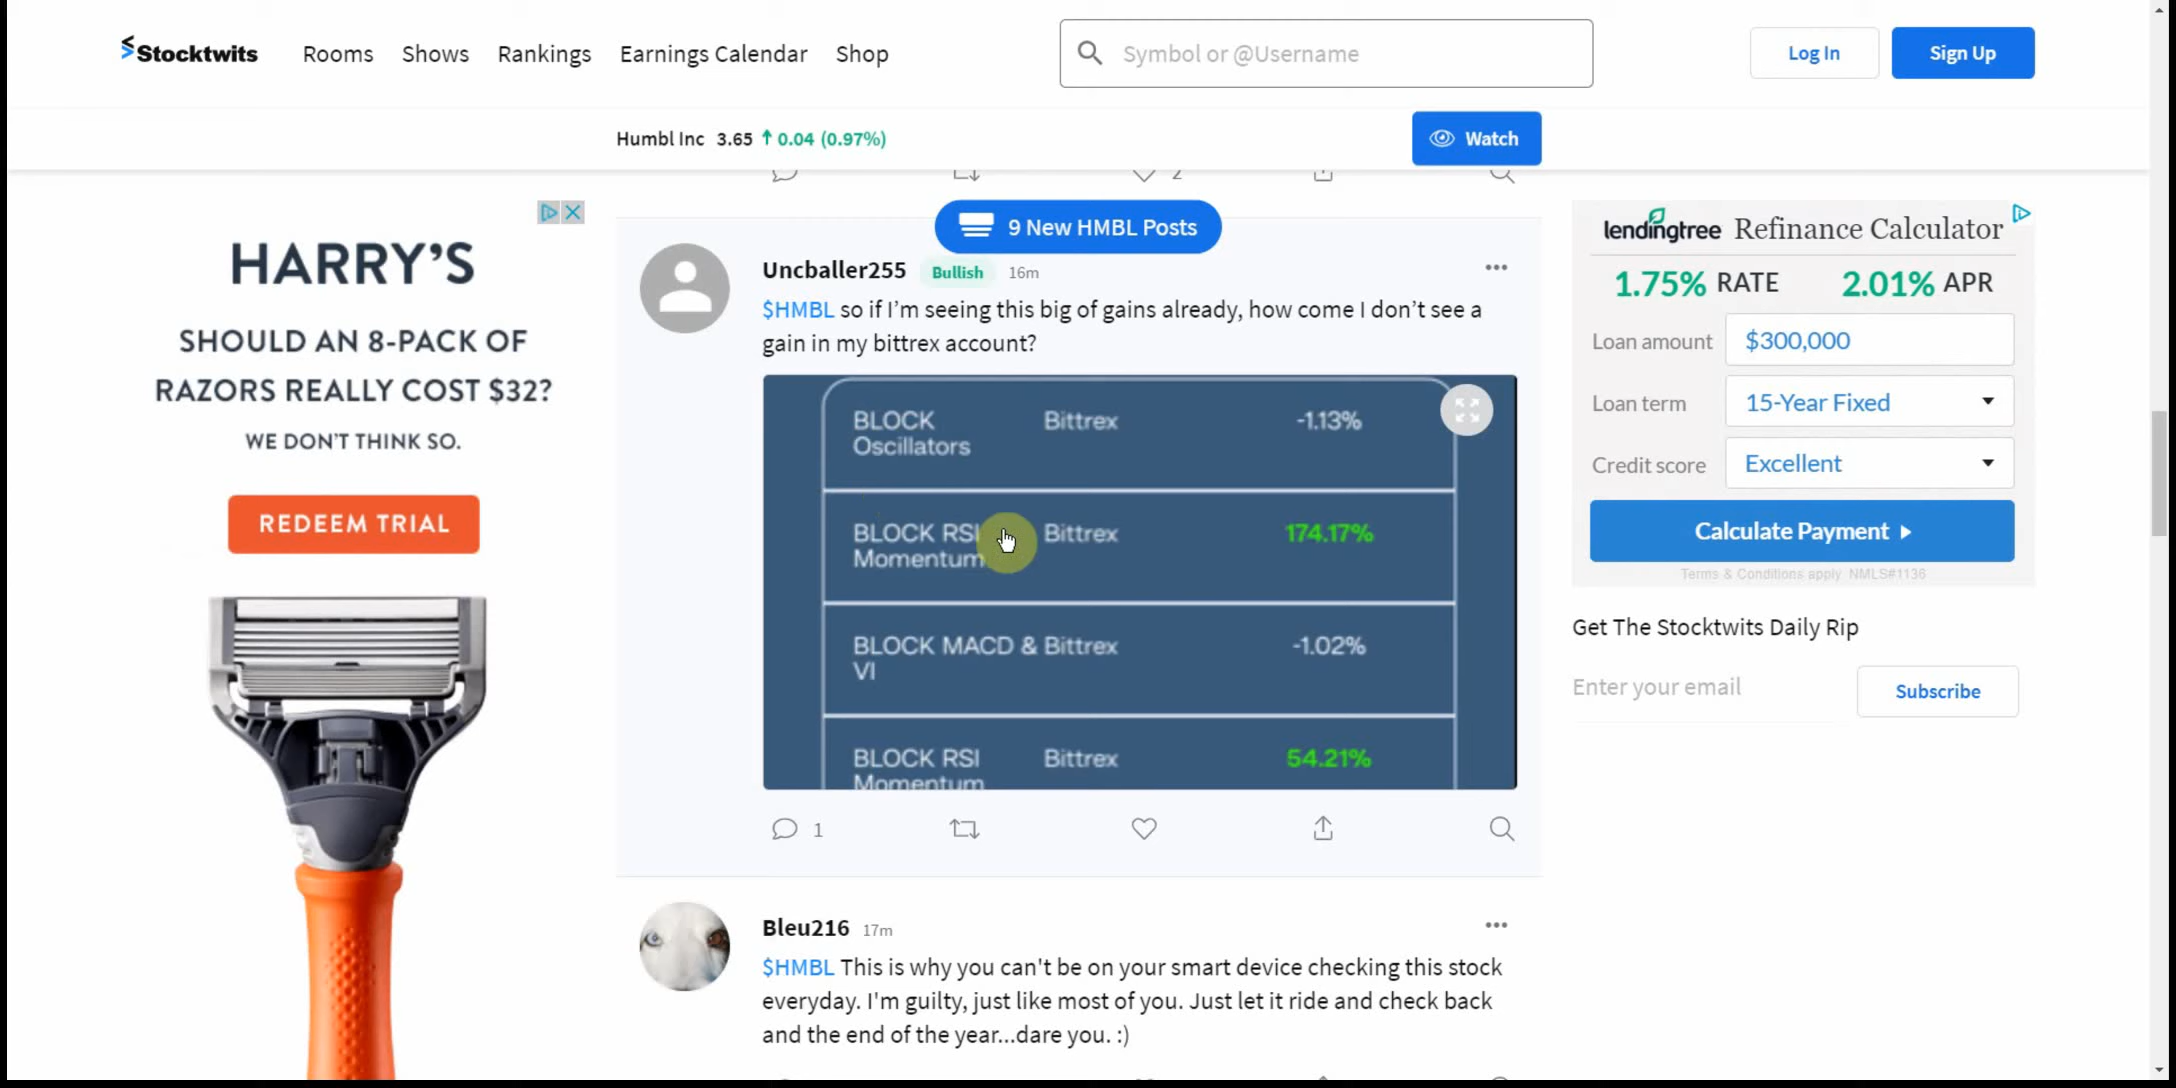 Stocktwits
Rooms
Shows
Rankings
Earnings Calendar
Shop
Symbol or @Username
Log In
Sign Up
Humbl Inc 3.65 ↑ 0.04 (0.97%)
Watch
2
9 New HMBL Posts
HARRY'S
SHOULD AN 8-PACK OF
RAZORS REALLY COST $32?
WE DON'T THINK SO.
REDEEM TRIAL
Uncballer255 Bullish 16m
$HMBL so if I'm seeing this big of gains already, how come I don't see a
gain in my bittrex account?
BLOCK Bittrex -1.13%
Oscillators
BLOCK RSI Bittrex 174.17%
Momentum
BLOCK MACD & Bittrex -1.02%
VI
BLOCK RSI Bittrex 54.21%
Momentum
1
Bleu216 17m
$HMBL This is why you can't be on your smart device checking this stock
everyday. I'm guilty, just like most of you. Just let it ride and check back
and the end of the year...dare you. :)
lendingtree Refinance Calculator
1.75% RATE 2.01% APR
Loan amount $300,000
Loan term 15-Year Fixed
Credit score Excellent
Calculate Payment
Terms & Conditions apply. NMLS#1136
Get The Stocktwits Daily Rip
Enter your email
Subscribe